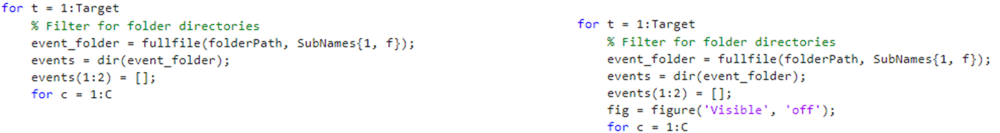 for t = 1:Target
% Filter for folder directories
event_folder = fullfile(folderPath, SubNames{1, f});
events = dir(event_folder);
events(1:2) = [];
for c = 1:C
for t = 1:Target
% Filter for folder directories
event_folder = fullfile(folderPath, SubNames{1, f});
events = dir(event_folder);
events(1:2) = [];
fig = figure('Visible', 'off');
for c = 1:C